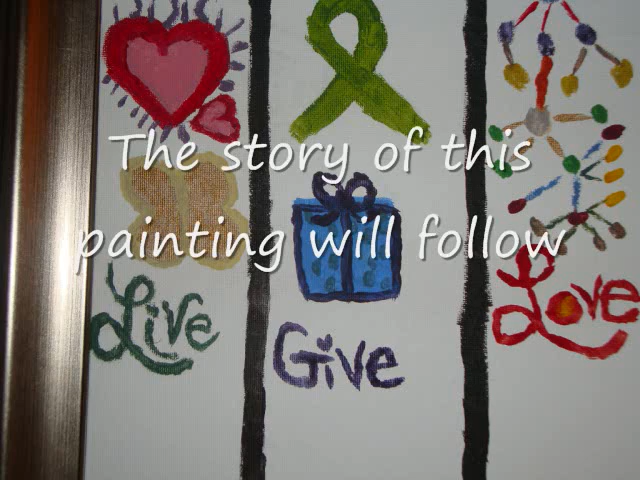 The story of this
painting will follow
Live
Give
Love